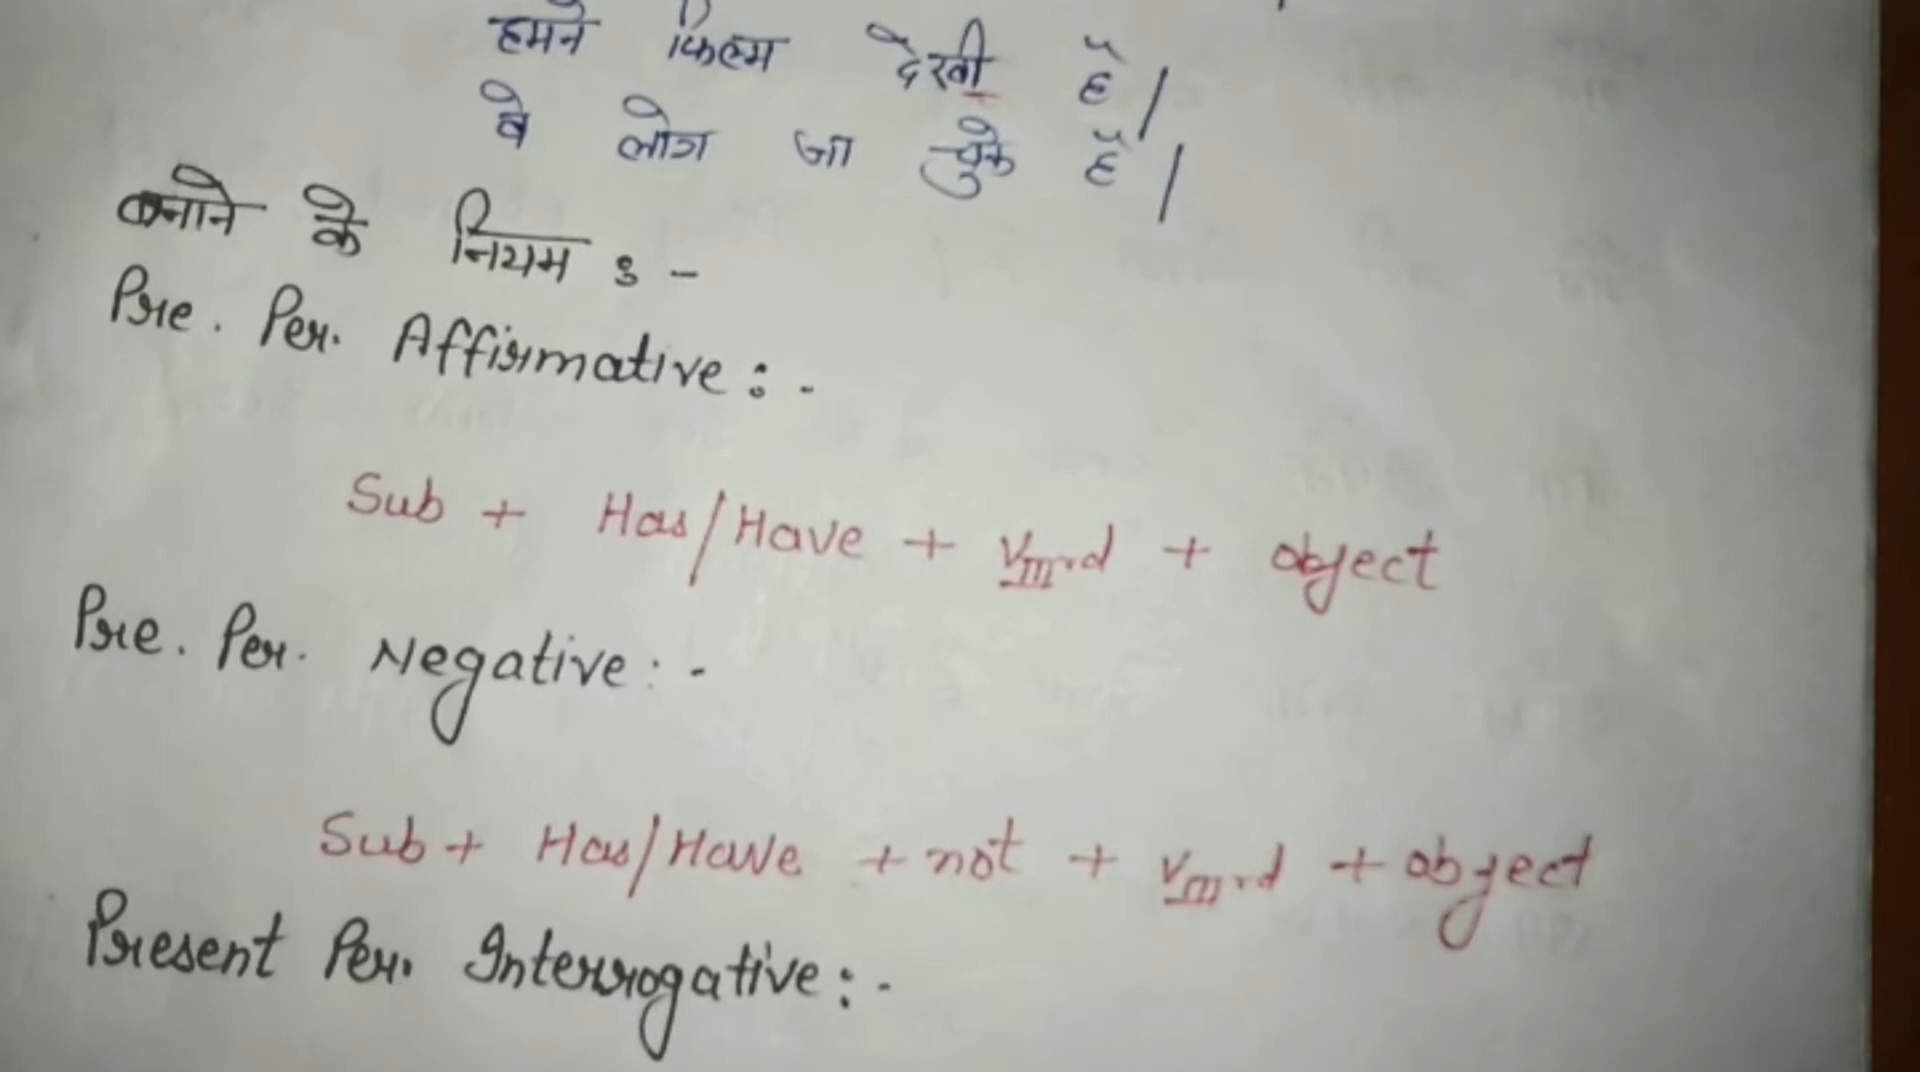 हमने फिल्म देखी हैं।
वे लोग जा चुके हैं।
बनाने के नियम :-
Pre. Per. Affirmative :-
Sub + Has/Have + VIIIrd + object
Pre. Per. Negative :-
Sub + Has/Have + not + VIIIrd + object
Present Per. Interrogative :-